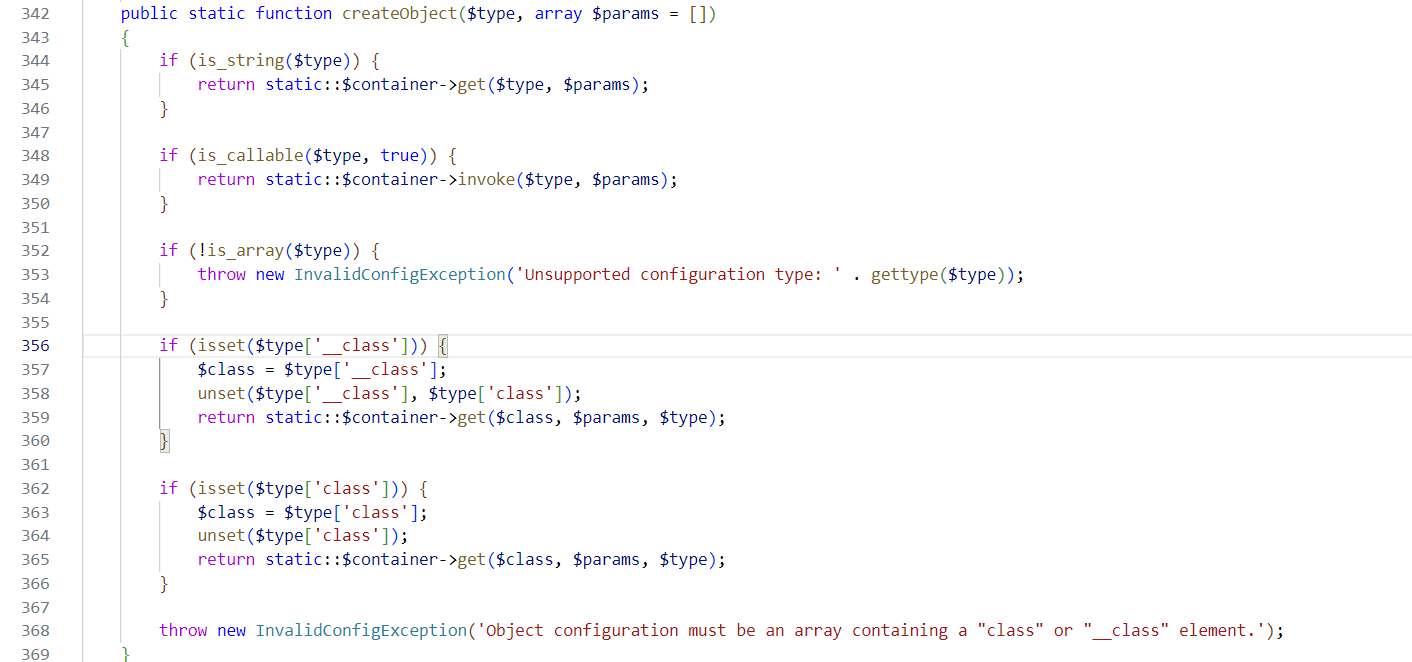 342 public static function createObject($type, array $params = [])
343 {
344 if (is_string($type)) {
345 return static::$container->get($type, $params);
346 }
347
348 if (is_callable($type, true)) {
349 return static::$container->invoke($type, $params);
350 }
351
352 if (!is_array($type)) {
353 throw new InvalidConfigException('Unsupported configuration type: ' . gettype($type));
354 }
355
356 if (isset($type['__class'])) {
357 $class = $type['__class'];
358 unset($type['__class'], $type['class']);
359 return static::$container->get($class, $params, $type);
360 }
361
362 if (isset($type['class'])) {
363 $class = $type['class'];
364 unset($type['class']);
365 return static::$container->get($class, $params, $type);
366 }
367
368 throw new InvalidConfigException('Object configuration must be an array containing a "class" or "__class" element.');
369 }